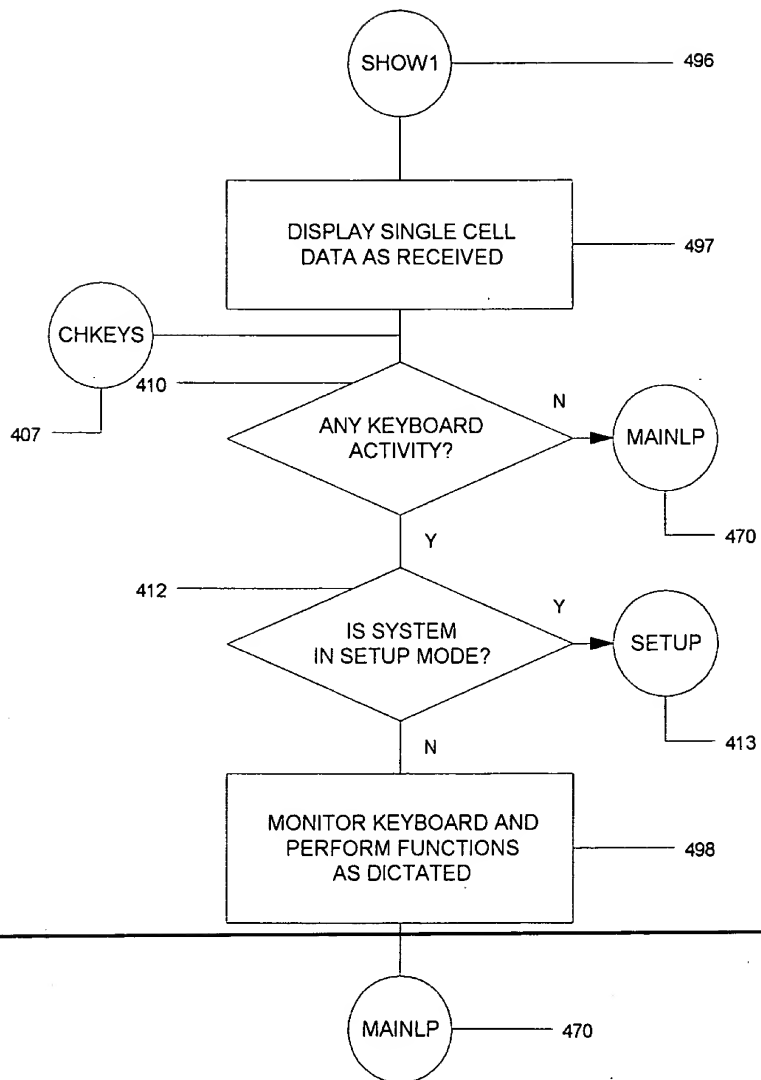 SHOW1
496
DISPLAY SINGLE CELL
DATA AS RECEIVED
497
CHKEYS
407
410
ANY KEYBOARD
ACTIVITY?
N
MAINLP
470
Y
412
IS SYSTEM
IN SETUP MODE?
Y
SETUP
413
N
MONITOR KEYBOARD AND
PERFORM FUNCTIONS
AS DICTATED
498
MAINLP
470